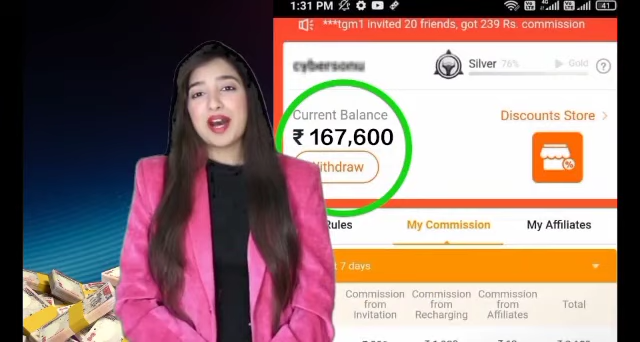 1:31 PM
41
***tgm1 invited 20 friends, got 239 Rs. commission
Silver 76% Gold ?
Current Balance
₹ 167,600
Withdraw
Discounts Store >
%
Rules
My Commission
My Affiliates
7 days
Commission from Invitation
Commission from Recharging
Commission from Affiliates
Total